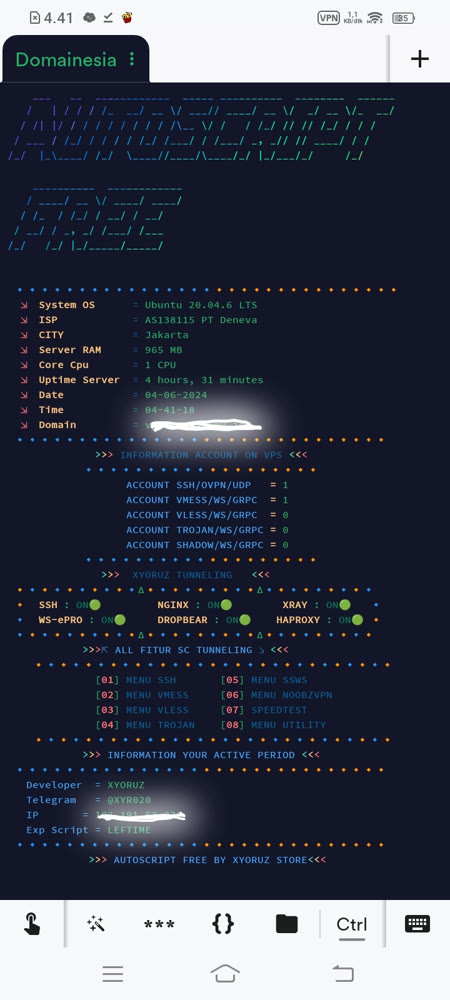 4.41
VPN 1,1 KB/dtk 85
Domainesia
AUTOSCRIPT
FREE
System OS = Ubuntu 20.04.6 LTS
ISP = AS138115 PT Deneva
CITY = Jakarta
Server RAM = 965 MB
Core Cpu = 1 CPU
Uptime Server = 4 hours, 31 minutes
Date = 04-06-2024
Time = 04-41-18
Domain =
>>> INFORMATION ACCOUNT ON VPS <<<
ACCOUNT SSH/OVPN/UDP = 1
ACCOUNT VMESS/WS/GRPC = 1
ACCOUNT VLESS/WS/GRPC = 0
ACCOUNT TROJAN/WS/GRPC = 0
ACCOUNT SHADOW/WS/GRPC = 0
>>> XYORUZ TUNNELING <<<
SSH : ON NGINX : ON XRAY : ON
WS-ePRO : ON DROPBEAR : ON HAPROXY : ON
>>> ALL FITUR SC TUNNELING <<<
[01] MENU SSH [05] MENU SSWS
[02] MENU VMESS [06] MENU NOOBZVPN
[03] MENU VLESS [07] SPEEDTEST
[04] MENU TROJAN [08] MENU UTILITY
>>> INFORMATION YOUR ACTIVE PERIOD <<<
Developer = XYORUZ
Telegram = @XYR020
IP =
Exp Script = LEFTIME
>>> AUTOSCRIPT FREE BY XYORUZ STORE<<<
*** {} Ctrl